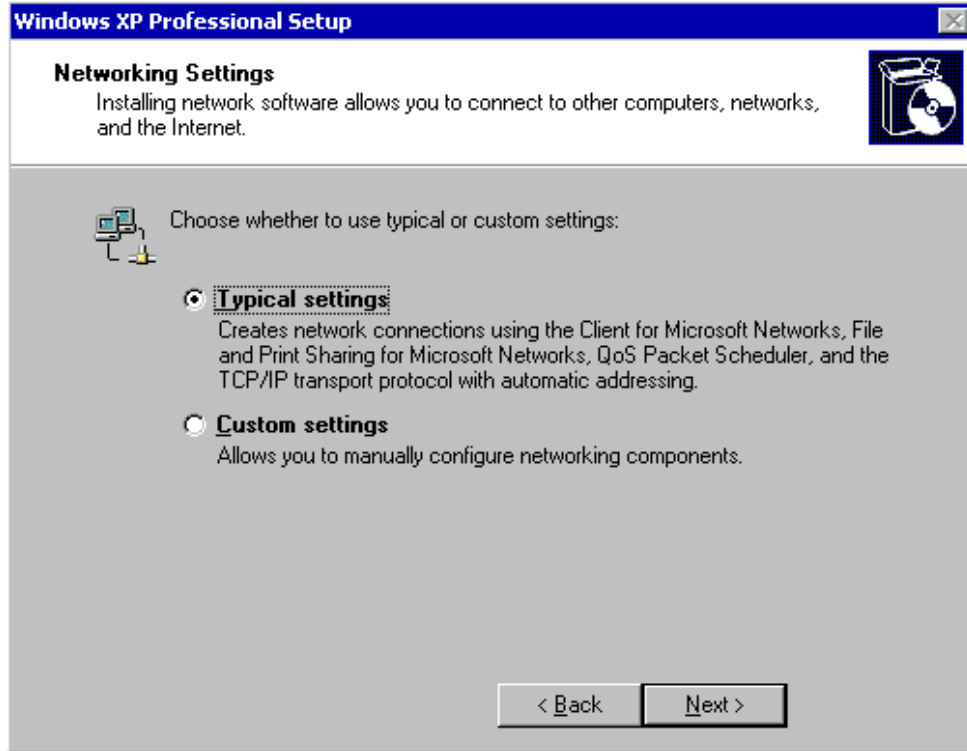 Windows XP Professional Setup
Networking Settings
Installing network software allows you to connect to other computers, networks,
and the Internet.
Choose whether to use typical or custom settings:
Typical settings
Creates network connections using the Client for Microsoft Networks, File
and Print Sharing for Microsoft Networks, QoS Packet Scheduler, and the
TCP/IP transport protocol with automatic addressing.
Custom settings
Allows you to manually configure networking components.
< Back
Next >